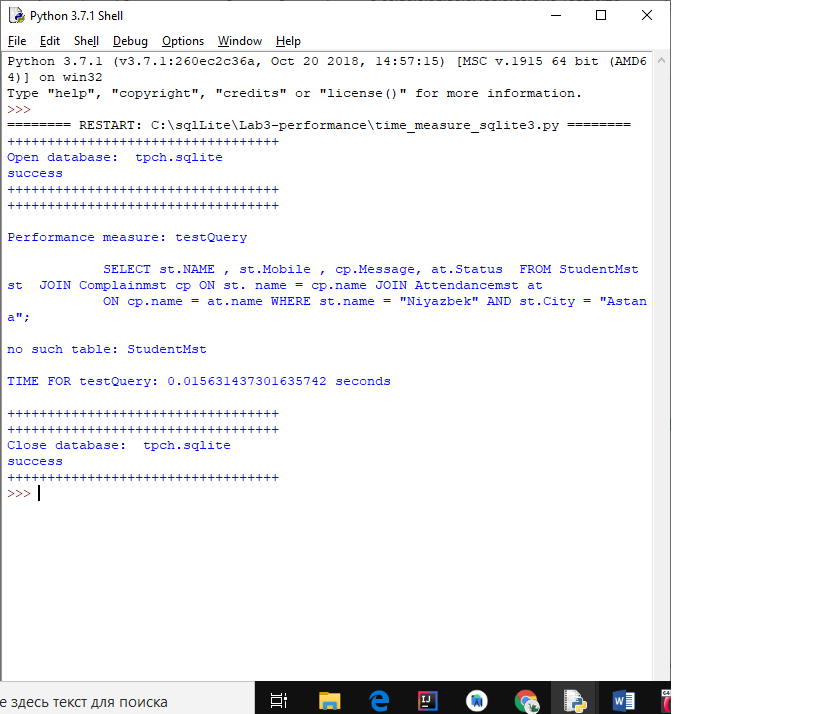 Python 3.7.1 Shell
File Edit Shell Debug Options Window Help
Python 3.7.1 (v3.7.1:260ec2c36a, Oct 20 2018, 14:57:15) [MSC v.1915 64 bit (AMD6
4)] on win32
Type "help", "copyright", "credits" or "license()" for more information.
>>>
======== RESTART: C:\sqlLite\Lab3-performance\time_measure_sqlite3.py ========
++++++++++++++++++++++++++++++++++
Open database:  tpch.sqlite
success
++++++++++++++++++++++++++++++++++
++++++++++++++++++++++++++++++++++
Performance measure: testQuery
SELECT st.NAME , st.Mobile , cp.Message, at.Status  FROM StudentMst
st  JOIN Complainmst cp ON st. name = cp.name JOIN Attendancemst at
ON cp.name = at.name WHERE st.name = "Niyazbek" AND st.City = "Astan
a";
no such table: StudentMst
TIME FOR testQuery: 0.015631437301635742 seconds
++++++++++++++++++++++++++++++++++
++++++++++++++++++++++++++++++++++
Close database:  tpch.sqlite
success
++++++++++++++++++++++++++++++++++
>>>
е здесь текст для поиска